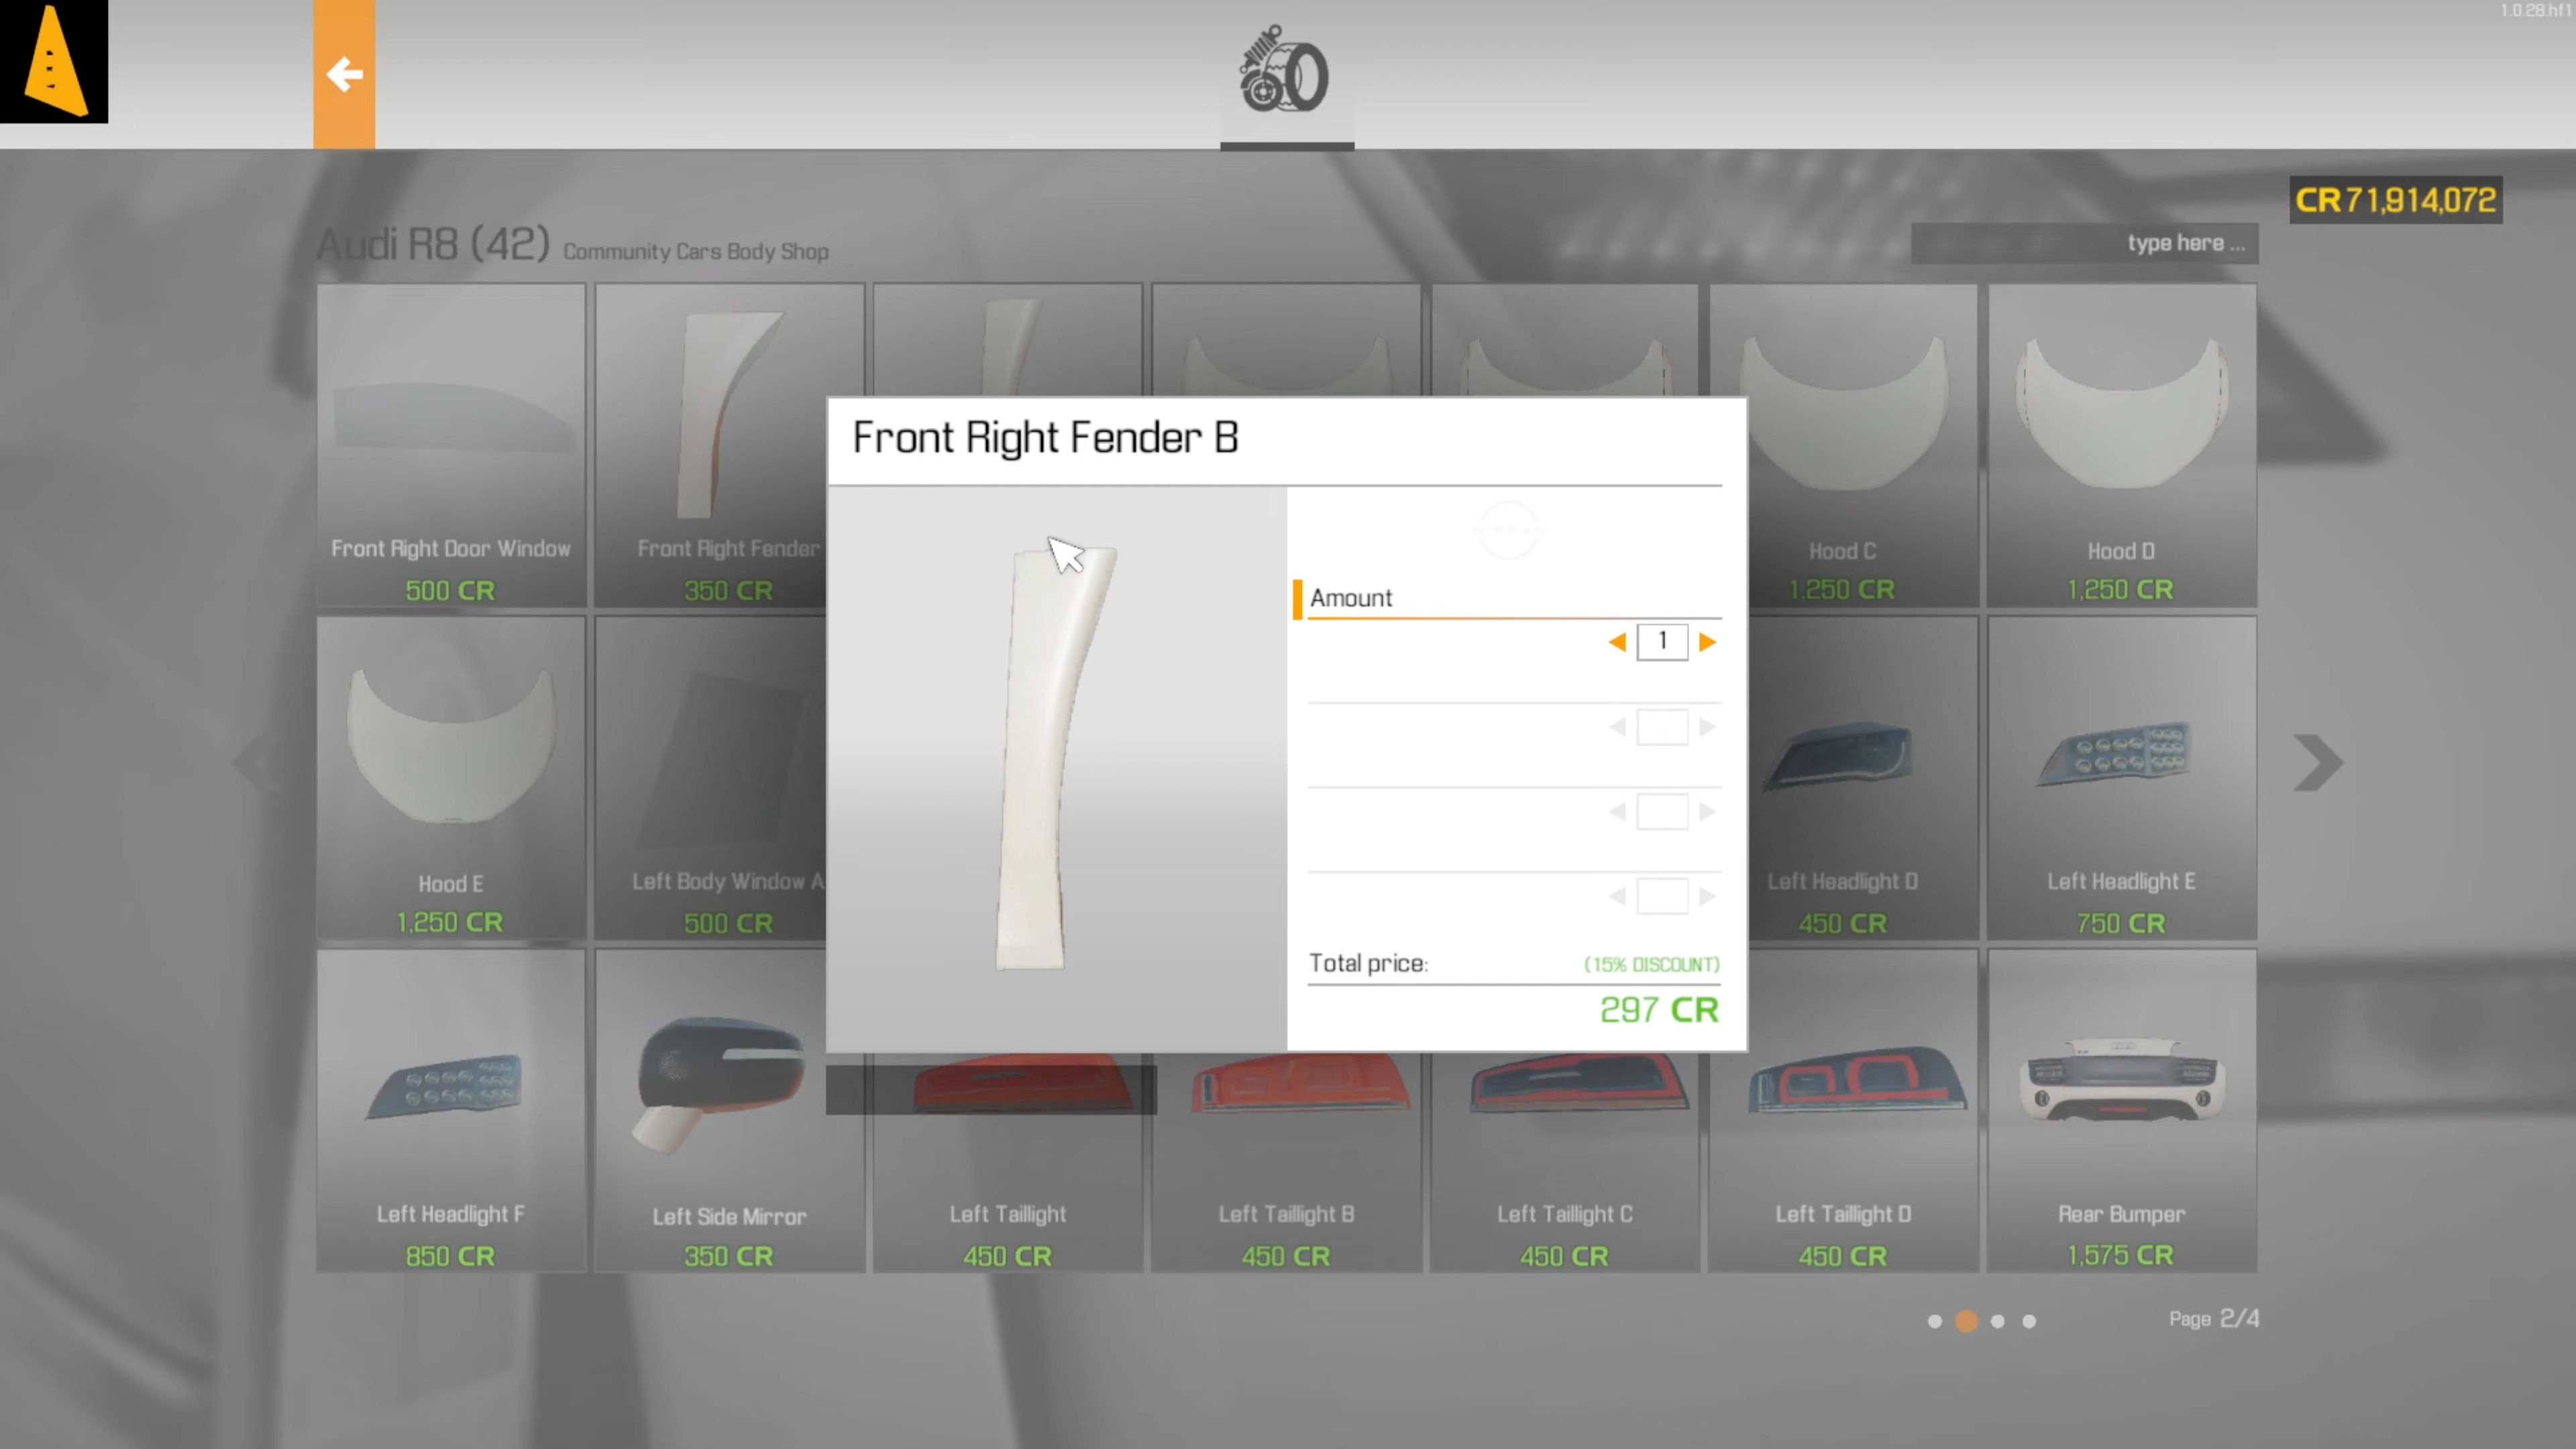 1.0.28.hf1
CR 71,914,072
Audi R8 (42) Community Cars Body Shop
type here ...
Front Right Door Window
500 CR
Front Right Fender
350 CR
Hood C
1,250 CR
Hood D
1,250 CR
Front Right Fender B
NISSAN
Amount
1
Total price:
(15% DISCOUNT)
297 CR
Hood E
1,250 CR
Left Body Window A
500 CR
Left Headlight D
450 CR
Left Headlight E
750 CR
Left Headlight F
850 CR
Left Side Mirror
350 CR
Left Taillight
450 CR
Left Taillight B
450 CR
Left Taillight C
450 CR
Left Taillight D
450 CR
Rear Bumper
1,575 CR
Page 2/4